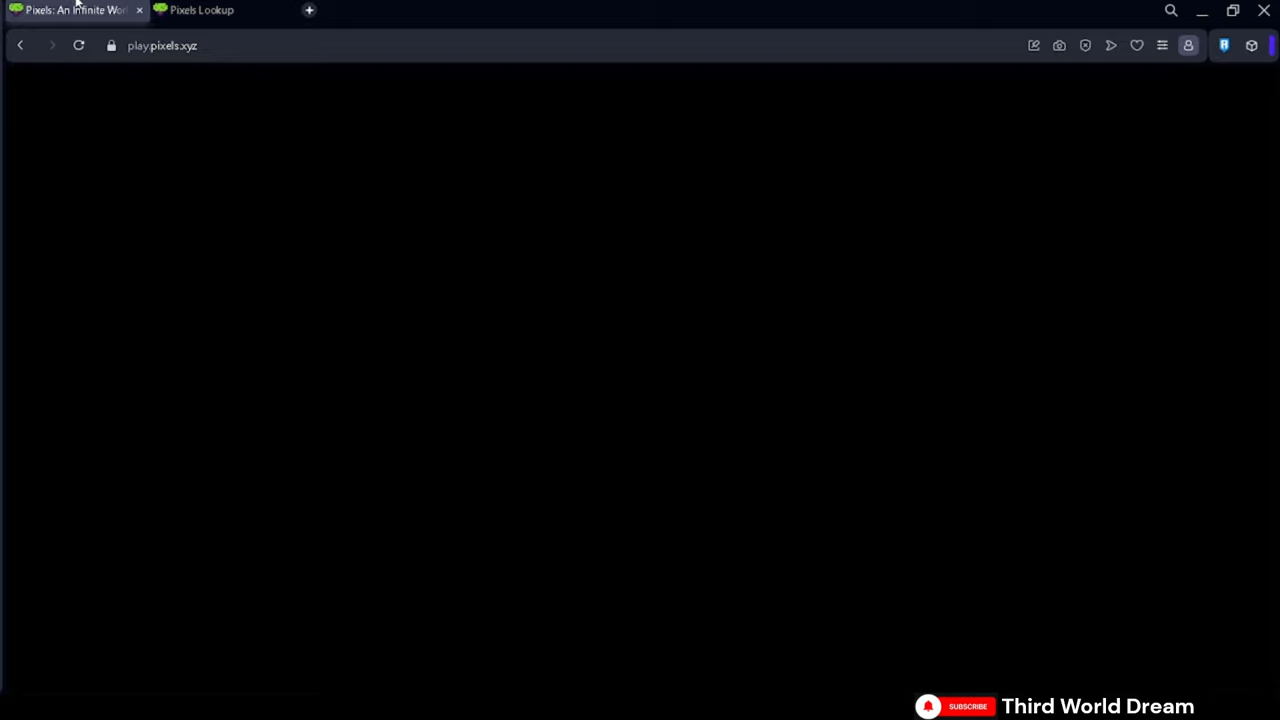 Pixels: An Infinite Wor
Pixels Lookup
play.pixels.xyz
SUBSCRIBE
Third World Dream